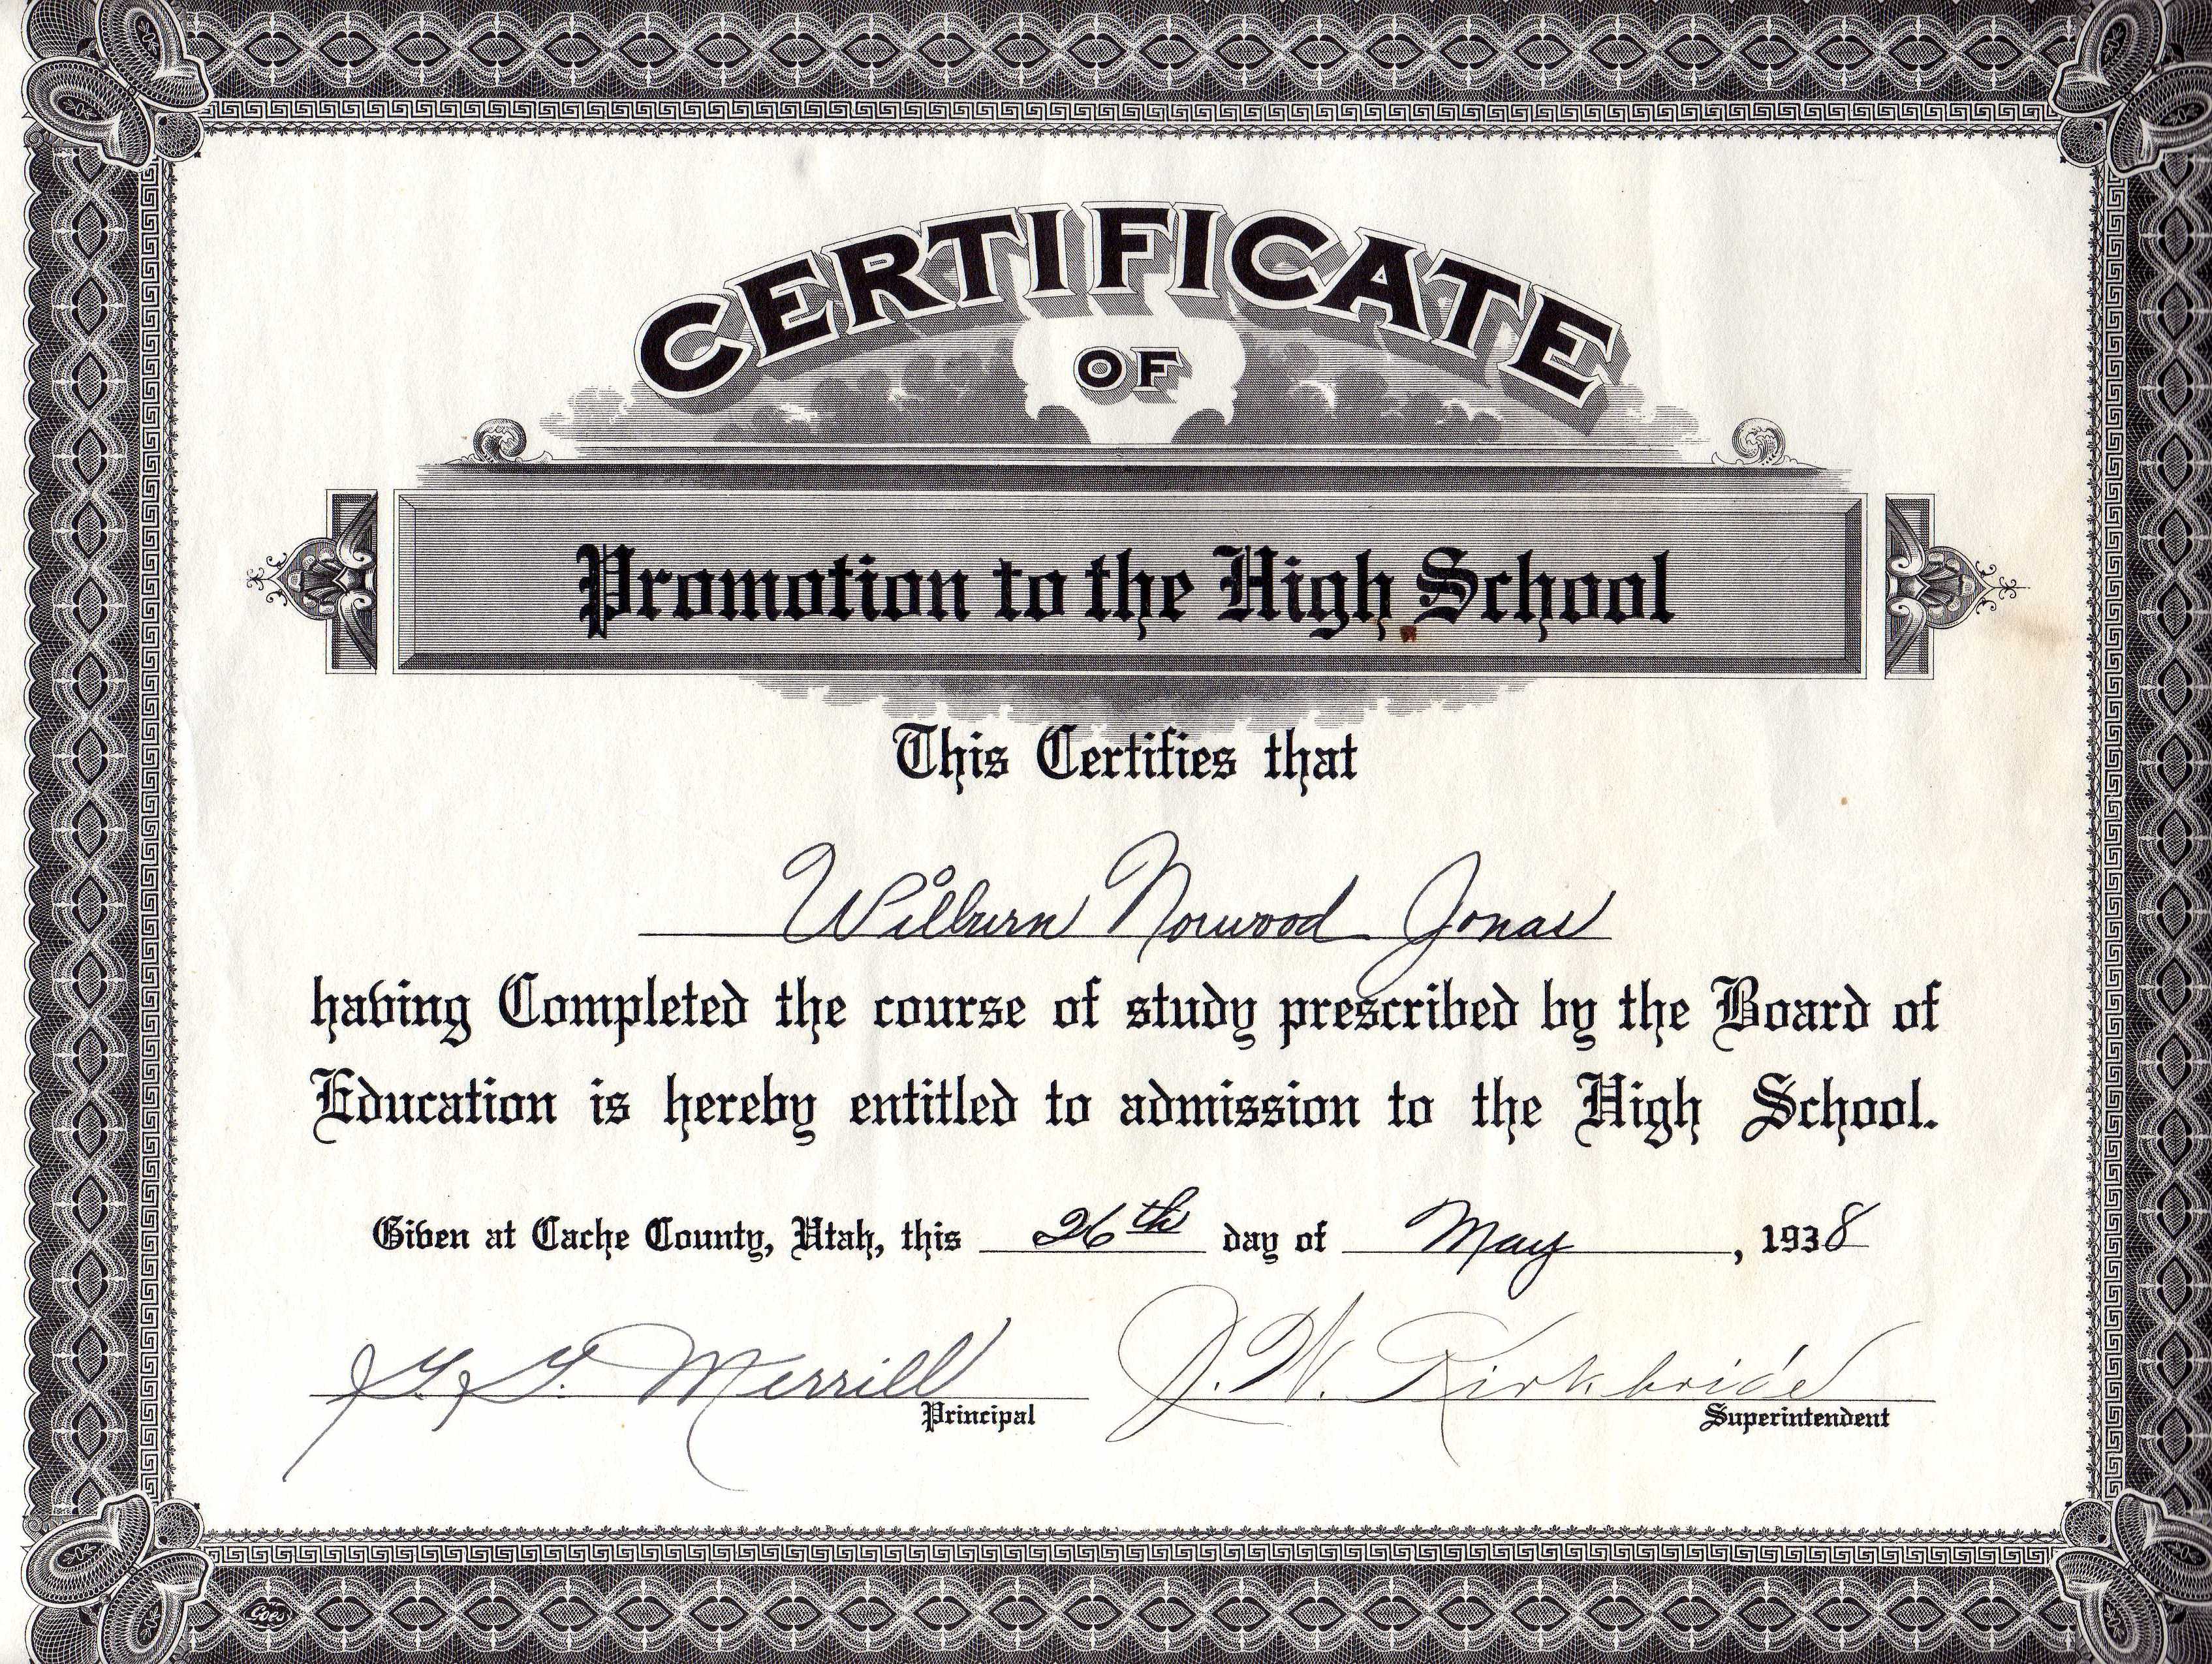 CERTIFICATE
OF
Promotion to the High School
This Certifies that
Wilburn Norwood Jonas
having Completed the course of study prescribed by the Board of
Education is hereby entitled to admission to the High School.
Given at Cache County, Utah, this 26th day of May, 1938
Merrill J. W. Kirkbride
Principal Superintendent
Goes